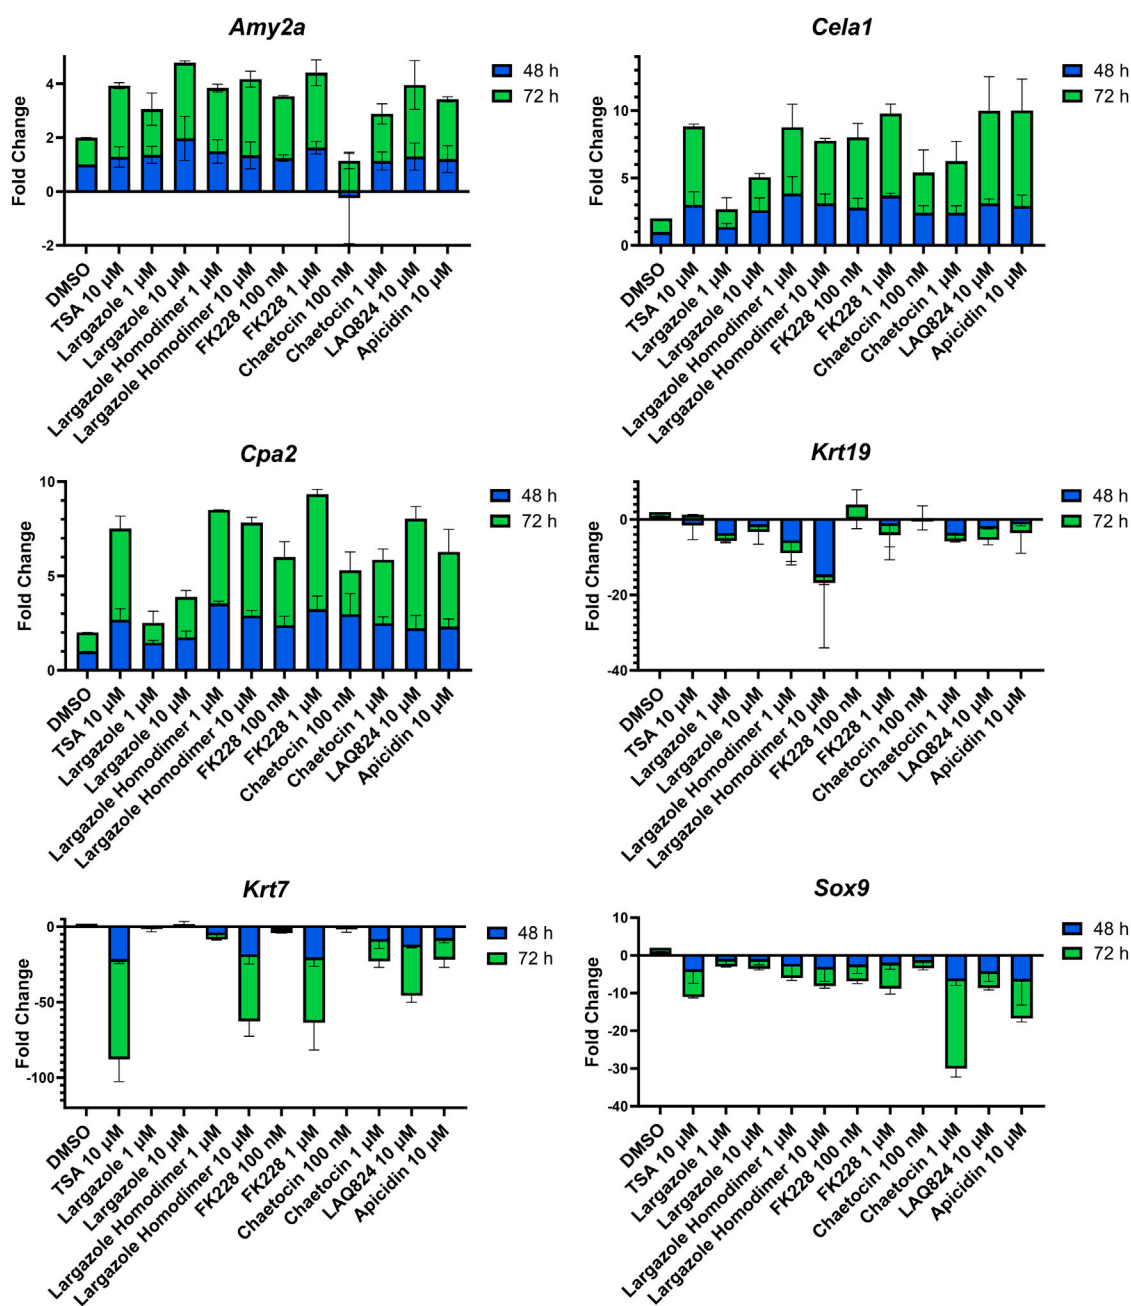 Amy2a
Fold Change
4
2
0
-2
48 h
72 h
DMSO
TSA 10 µM
Largazole 1 µM
Largazole 10 µM
Largazole Homodimer 1 µM
Largazole Homodimer 10 µM
FK228 100 nM
FK228 1 µM
Chaetocin 100 nM
Chaetocin 1 µM
LAQ824 10 µM
Apicidin 10 µM
Cela1
Fold Change
10
5
0
48 h
72 h
DMSO
TSA 10 µM
Largazole 1 µM
Largazole 10 µM
Largazole Homodimer 1 µM
Largazole Homodimer 10 µM
FK228 100 nM
FK228 1 µM
Chaetocin 100 nM
Chaetocin 1 µM
LAQ824 10 µM
Apicidin 10 µM
Cpa2
Fold Change
10
5
0
48 h
72 h
DMSO
TSA 10 µM
Largazole 1 µM
Largazole 10 µM
Largazole Homodimer 1 µM
Largazole Homodimer 10 µM
FK228 100 nM
FK228 1 µM
Chaetocin 100 nM
Chaetocin 1 µM
LAQ824 10 µM
Apicidin 10 µM
Krt19
Fold Change
0
-20
-40
48 h
72 h
DMSO
TSA 10 µM
Largazole 1 µM
Largazole 10 µM
Largazole Homodimer 1 µM
Largazole Homodimer 10 µM
FK228 100 nM
FK228 1 µM
Chaetocin 100 nM
Chaetocin 1 µM
LAQ824 10 µM
Apicidin 10 µM
Krt7
Fold Change
0
-50
-100
48 h
72 h
DMSO
TSA 10 µM
Largazole 1 µM
Largazole 10 µM
Largazole Homodimer 1 µM
Largazole Homodimer 10 µM
FK228 100 nM
FK228 1 µM
Chaetocin 100 nM
Chaetocin 1 µM
LAQ824 10 µM
Apicidin 10 µM
Sox9
Fold Change
10
0
-10
-20
-30
-40
48 h
72 h
DMSO
TSA 10 µM
Largazole 1 µM
Largazole 10 µM
Largazole Homodimer 1 µM
Largazole Homodimer 10 µM
FK228 100 nM
FK228 1 µM
Chaetocin 100 nM
Chaetocin 1 µM
LAQ824 10 µM
Apicidin 10 µM